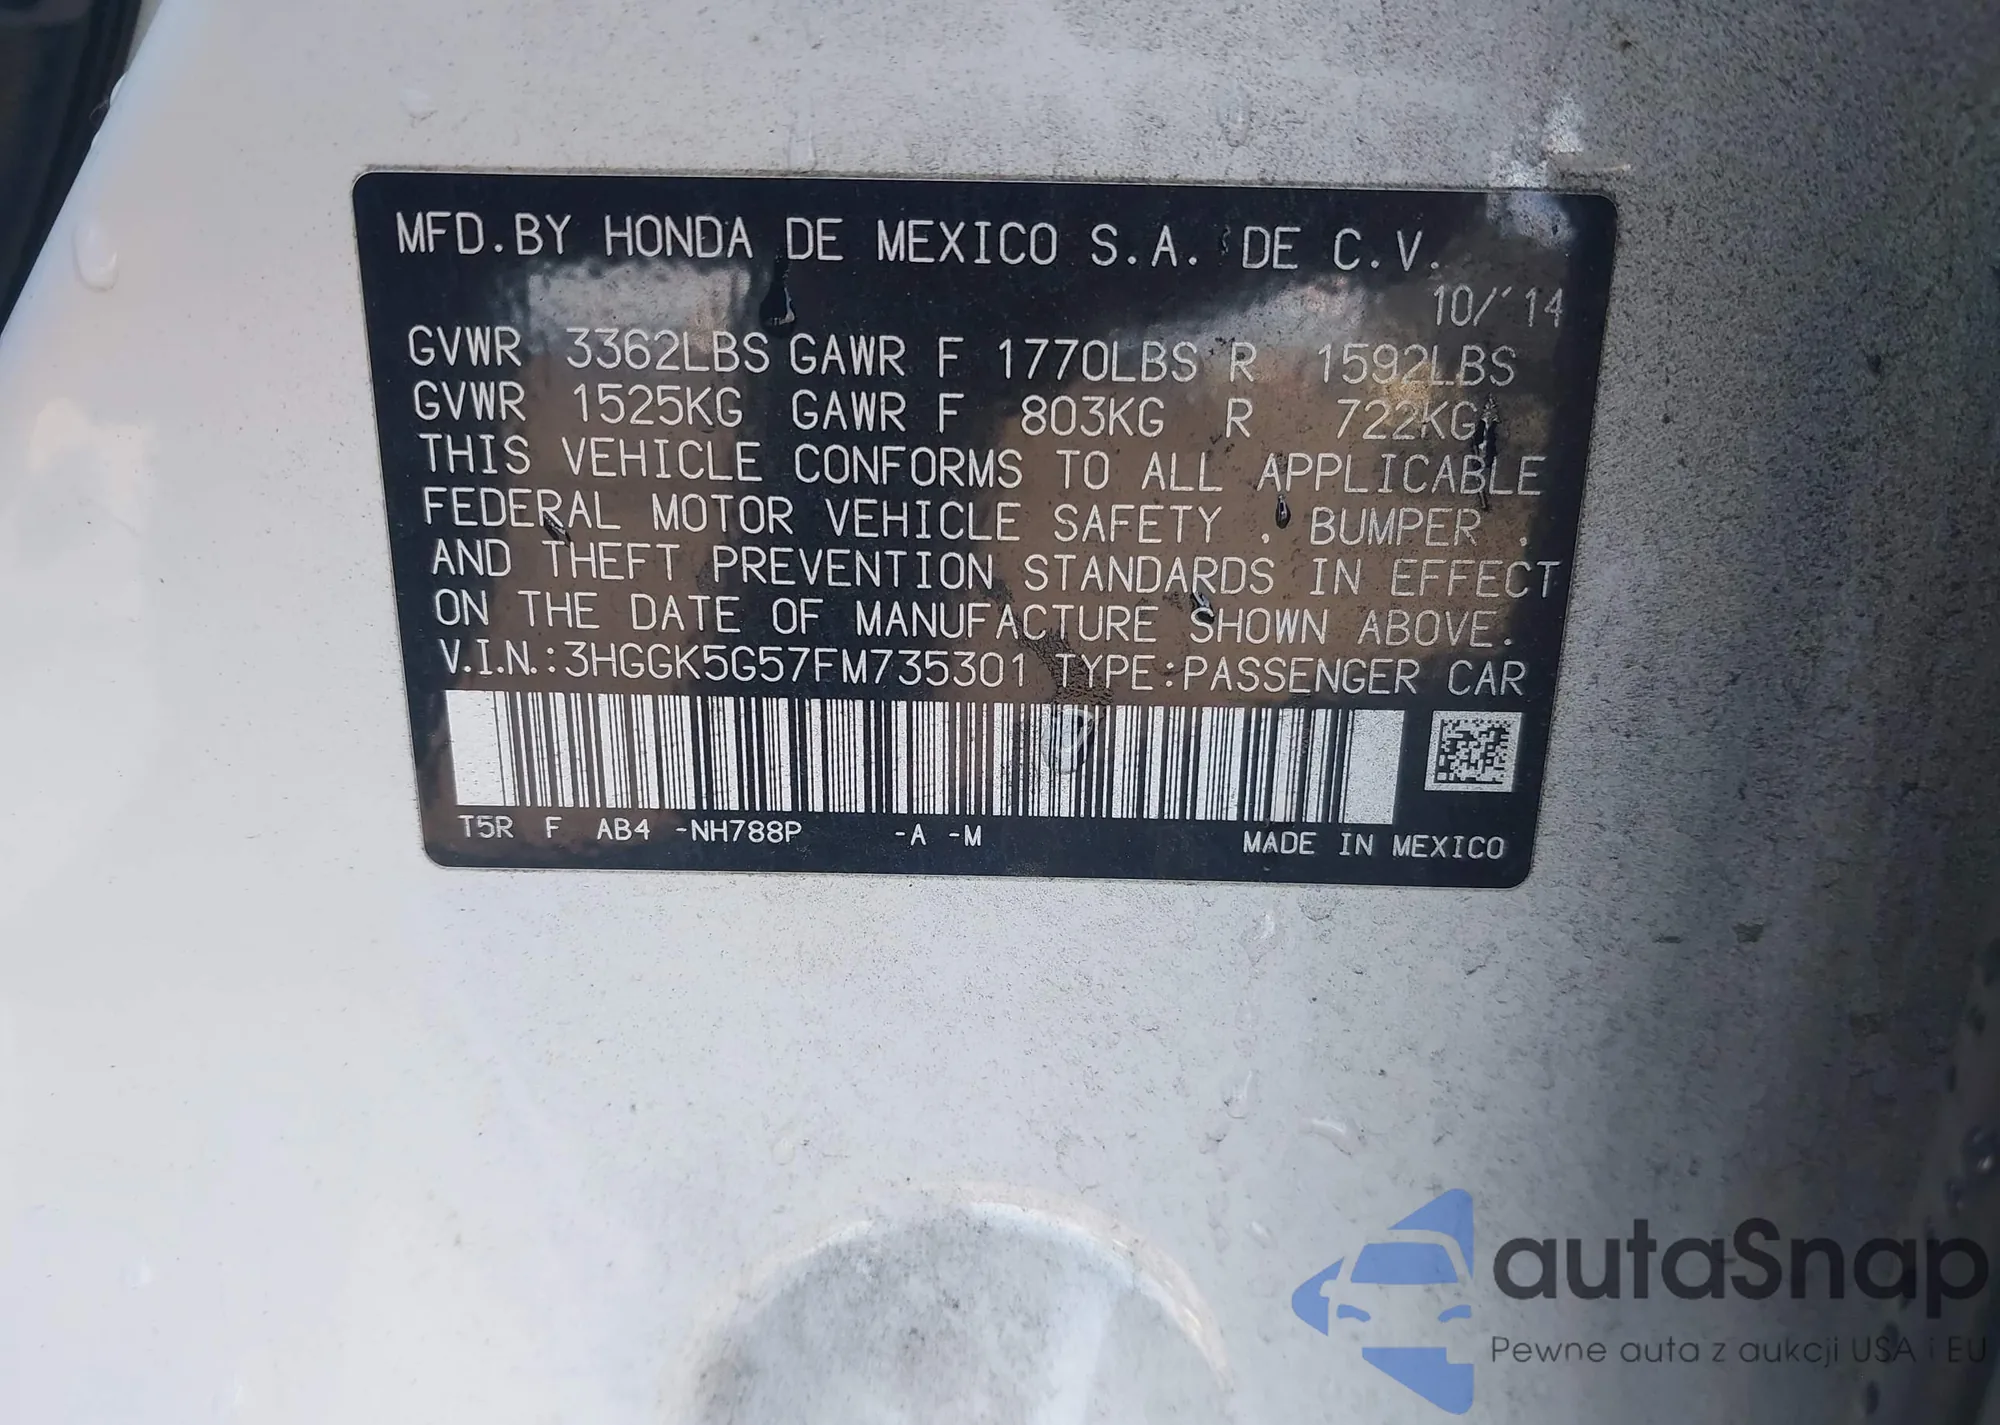 MFD.BY HONDA DE MEXICO S.A. DE C.V.
10/'14
GVWR 3362LBS GAWR F 1770LBS R 1592LBS
GVWR 1525KG GAWR F 803KG R 722KG
THIS VEHICLE CONFORMS TO ALL APPLICABLE
FEDERAL MOTOR VEHICLE SAFETY , BUMPER ,
AND THEFT PREVENTION STANDARDS IN EFFECT
ON THE DATE OF MANUFACTURE SHOWN ABOVE.
V.I.N.:3HGGK5G57FM735301 TYPE:PASSENGER CAR
T5R F AB4 -NH788P -A -M MADE IN MEXICO
autaSnap
Pewne auta z aukcji USA i EU